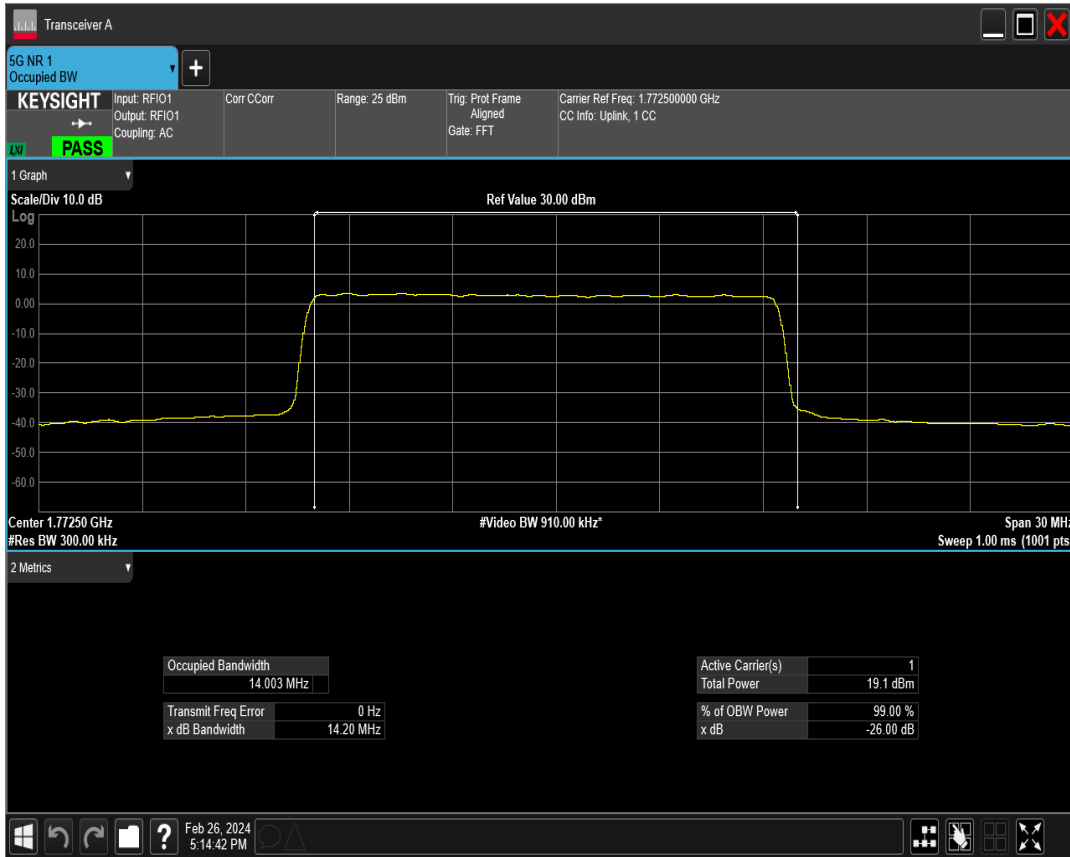 Transceiver A
5G NR 1
Occupied BW
KEYSIGHT
LXI
PASS
Input: RFIO1
Output: RFIO1
Coupling: AC
Corr CCorr
Range: 25 dBm
Trig: Prot Frame
Aligned
Gate: FFT
Carrier Ref Freq: 1.772500000 GHz
CC Info: Uplink, 1 CC
1 Graph
Scale/Div 10.0 dB
Ref Value 30.00 dBm
Log
20.0
10.0
0.00
-10.0
-20.0
-30.0
-40.0
-50.0
-60.0
Center 1.77250 GHz
#Video BW 910.00 kHz*
Span 30 MHz
#Res BW 300.00 kHz
Sweep 1.00 ms (1001 pts
2 Metrics
Occupied Bandwidth
14.003 MHz
Transmit Freq Error 0 Hz
x dB Bandwidth 14.20 MHz
Active Carrier(s) 1
Total Power 19.1 dBm
% of OBW Power 99.00 %
x dB -26.00 dB
?
Feb 26, 2024
5:14:42 PM